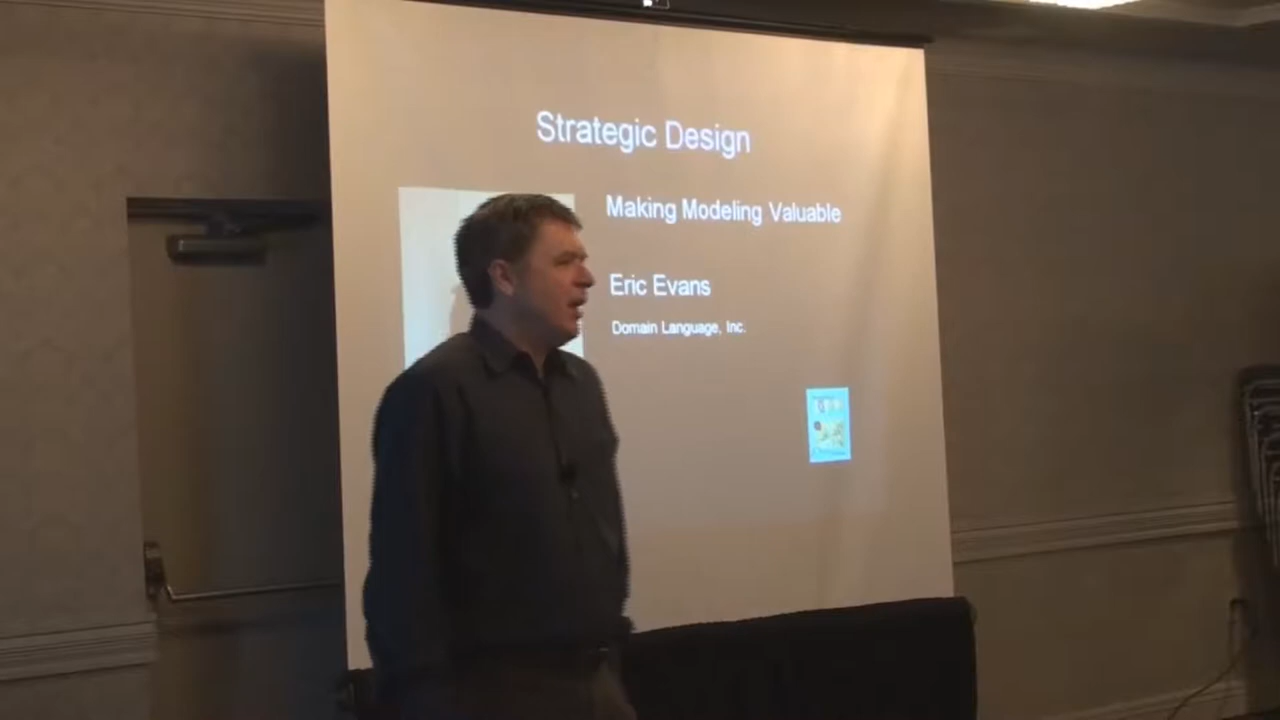 Strategic Design
Making Modeling Valuable
Eric Evans
Domain Language, Inc.